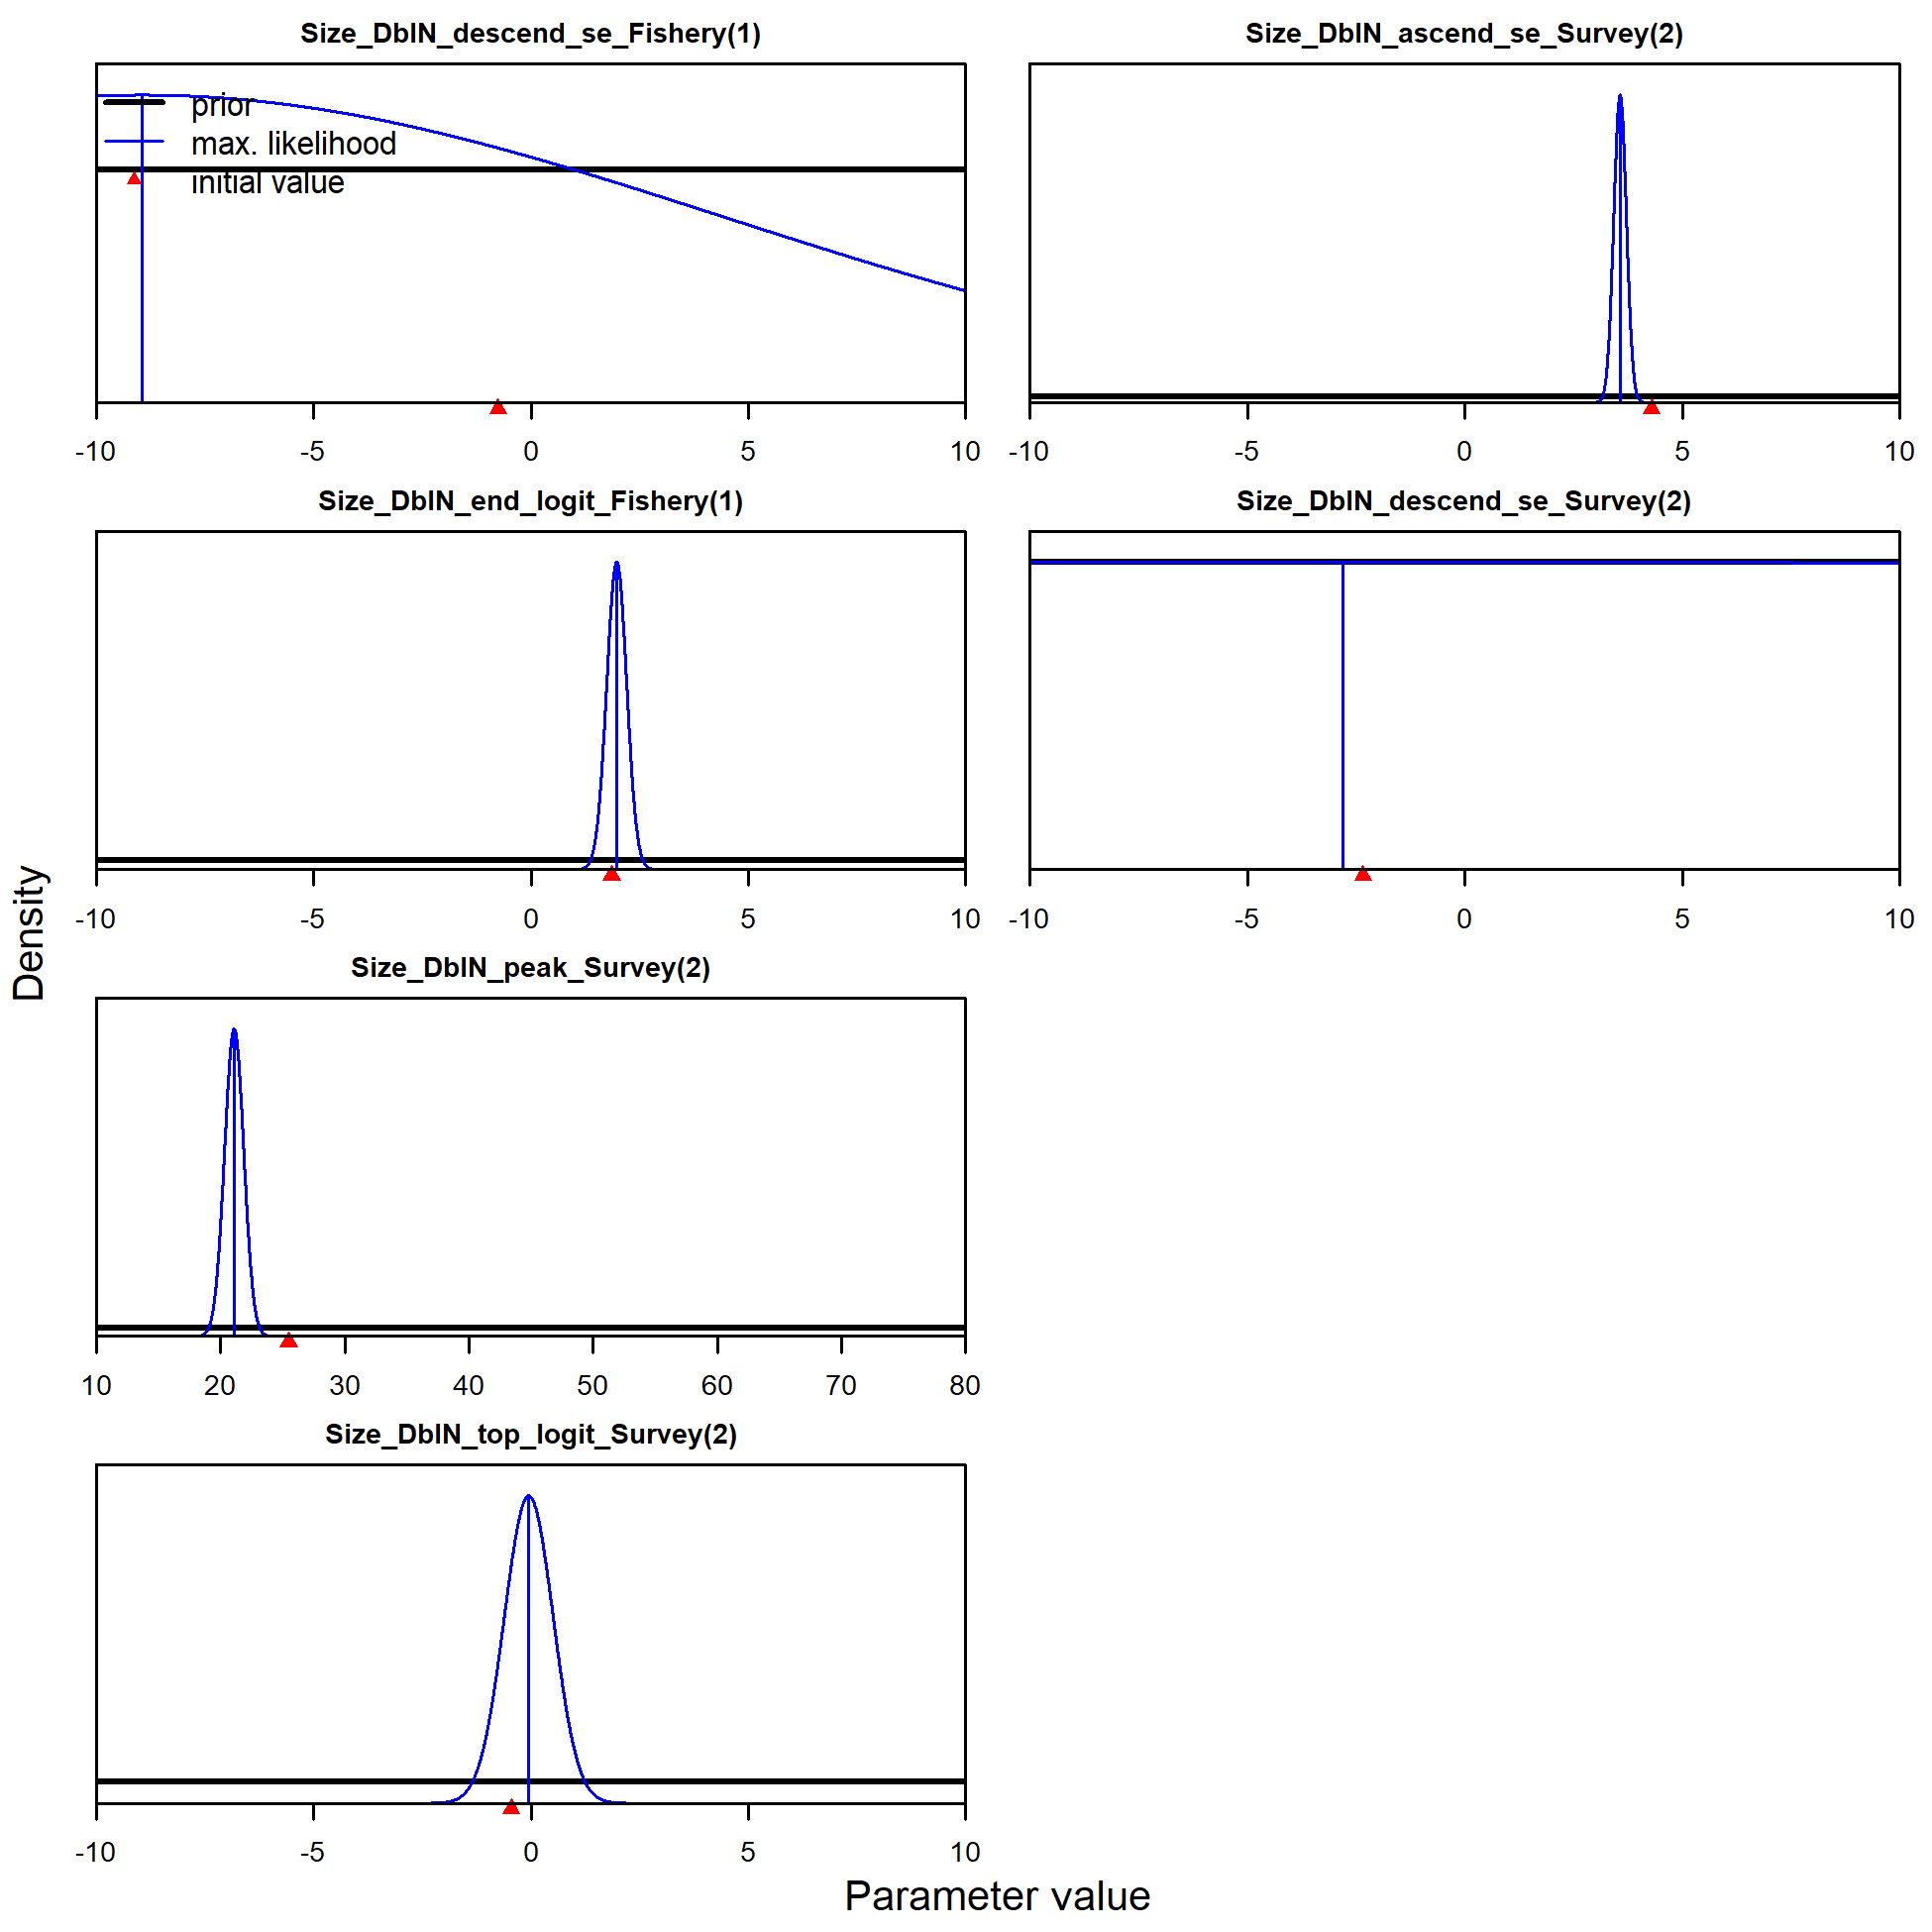 Size_DblN_descend_se_Fishery(1)
prior
max. likelihood
initial value
-10 -5 0 5 10
Size_DblN_ascend_se_Survey(2)
-10 -5 0 5 10
Size_DblN_end_logit_Fishery(1)
-10 -5 0 5 10
Size_DblN_descend_se_Survey(2)
-10 -5 0 5 10
Size_DblN_peak_Survey(2)
10 20 30 40 50 60 70 80
Size_DblN_top_logit_Survey(2)
-10 -5 0 5 10
Density
Parameter value